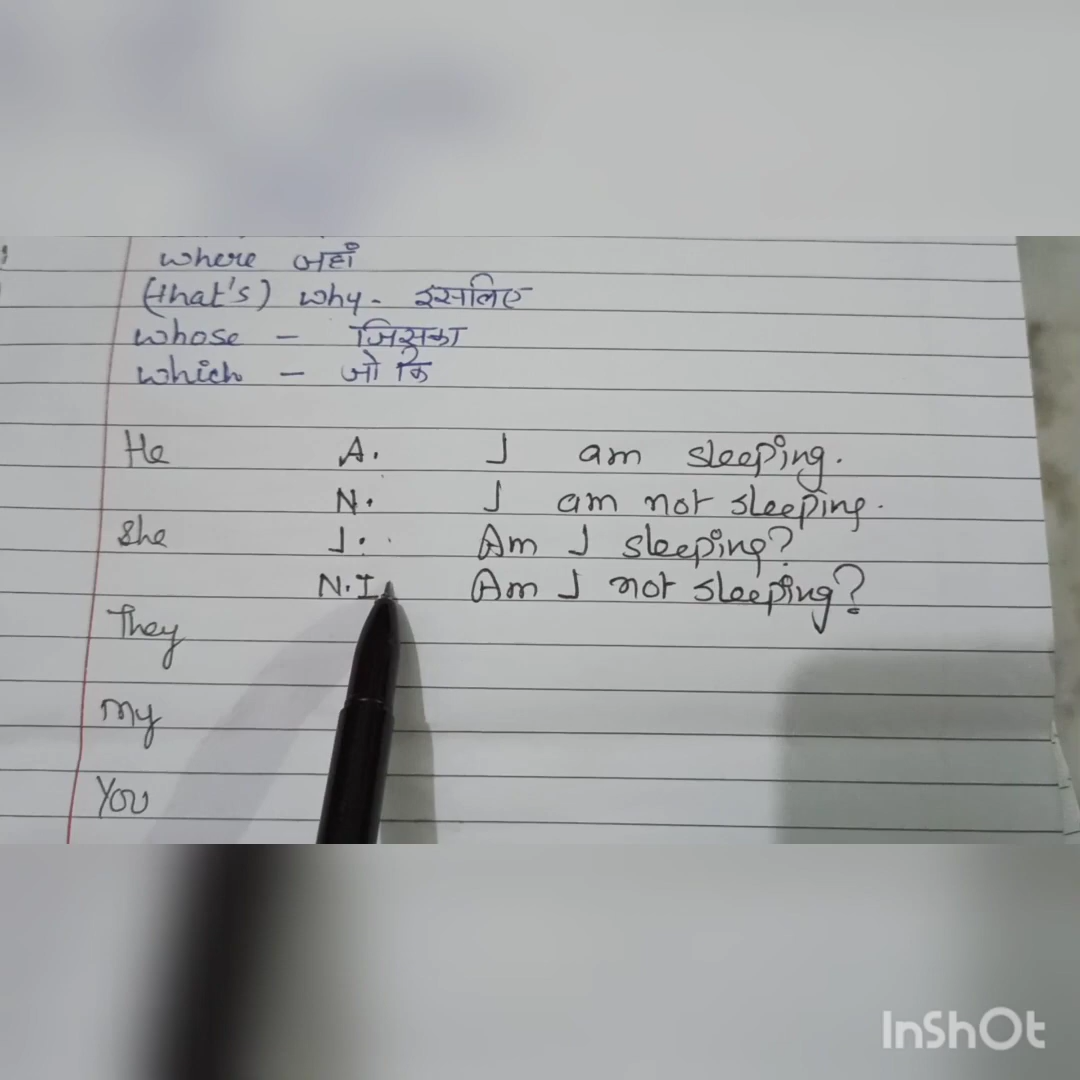 where जहाँ
(that's) why - इसलिए
whose - जिसका
which - जो कि
He A. I am sleeping.
N. I am not sleeping.
She I. Am I sleeping?
N.I Am I not sleeping?
They
My
You
InShOt